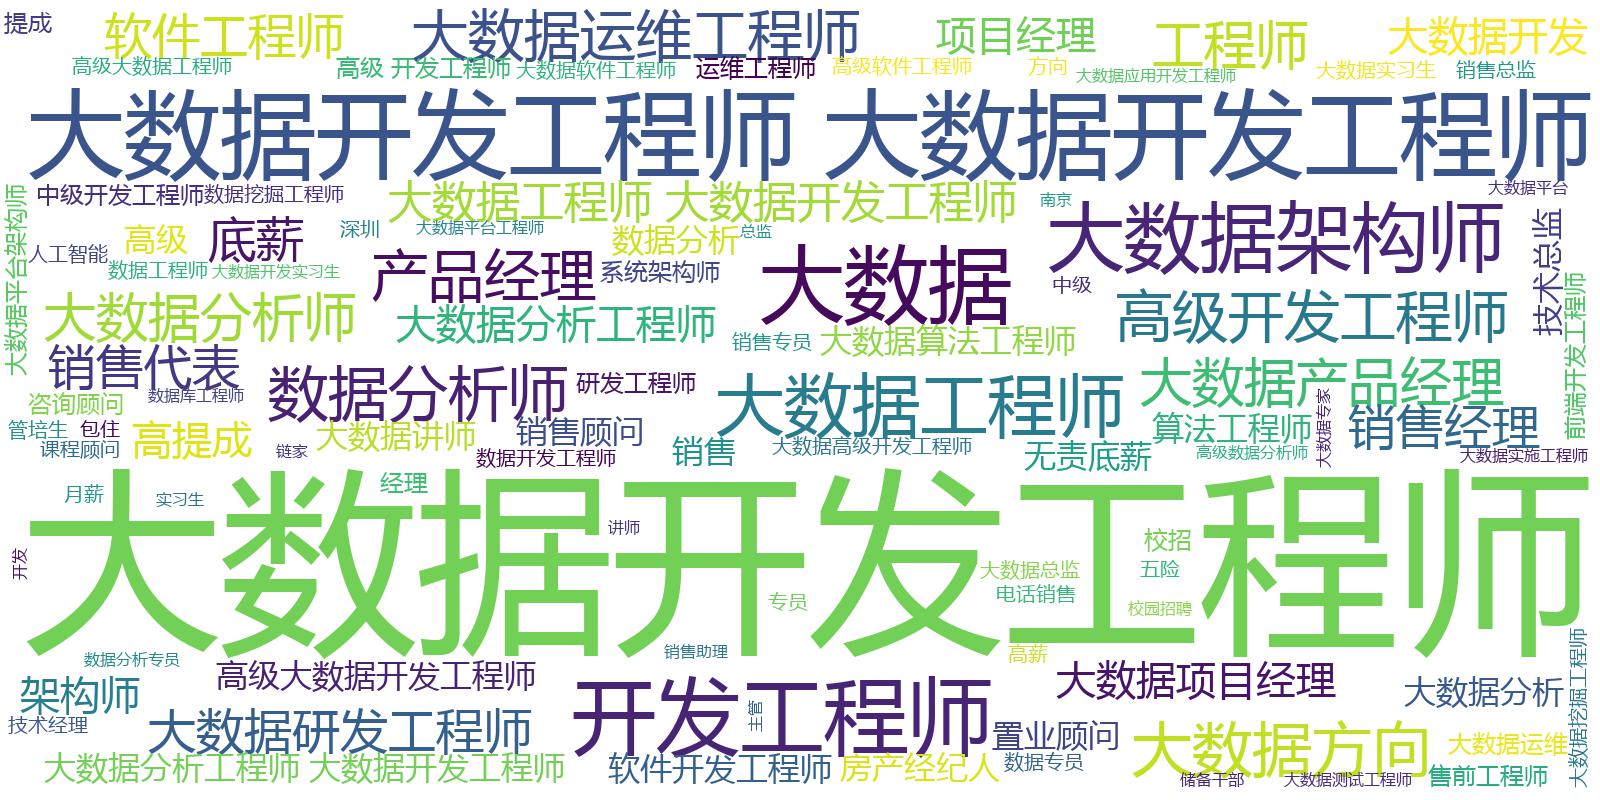 提成
软件工程师
大数据运维工程师
项目经理
工程师
大数据开发
高级大数据工程师
高级 开发工程师
大数据软件工程师
运维工程师
高级软件工程师
方向
大数据应用开发工程师
大数据实习生
销售总监
大数据开发工程师
大数据开发工程师
大数据平台架构师
中级开发工程师
数据挖掘工程师
大数据工程师 大数据开发工程师
南京
大数据平台
人工智能
高级
底薪
深圳
大数据平台工程师
数据分析
总监
大数据架构师
技术总监
数据工程师
大数据开发实习生
产品经理
系统架构师
大数据
中级
大数据分析师
大数据分析工程师
高级开发工程师
前端开发工程师
销售专员
大数据算法工程师
销售代表
数据分析师
研发工程师
大数据工程师
大数据产品经理
数据库工程师
咨询顾问
大数据专家
管培生
包住
高提成
大数据讲师
销售顾问
算法工程师
销售经理
课程顾问
链家
数据开发工程师
销售
大数据高级开发工程师
无责底薪
高级数据分析师
大数据实施工程师
月薪
实习生
经理
大数据开发工程师
讲师
开发
校招
大数据总监
五险
电话销售
专员
校园招聘
数据分析专员
销售助理
高薪
大数据挖掘工程师
架构师
高级大数据开发工程师
开发工程师
大数据项目经理
大数据分析
技术经理
大数据研发工程师
主管
置业顾问
大数据方向
大数据运维
大数据分析工程师 大数据开发工程师
软件开发工程师
房产经纪人
数据专员
储备干部
大数据测试工程师
售前工程师